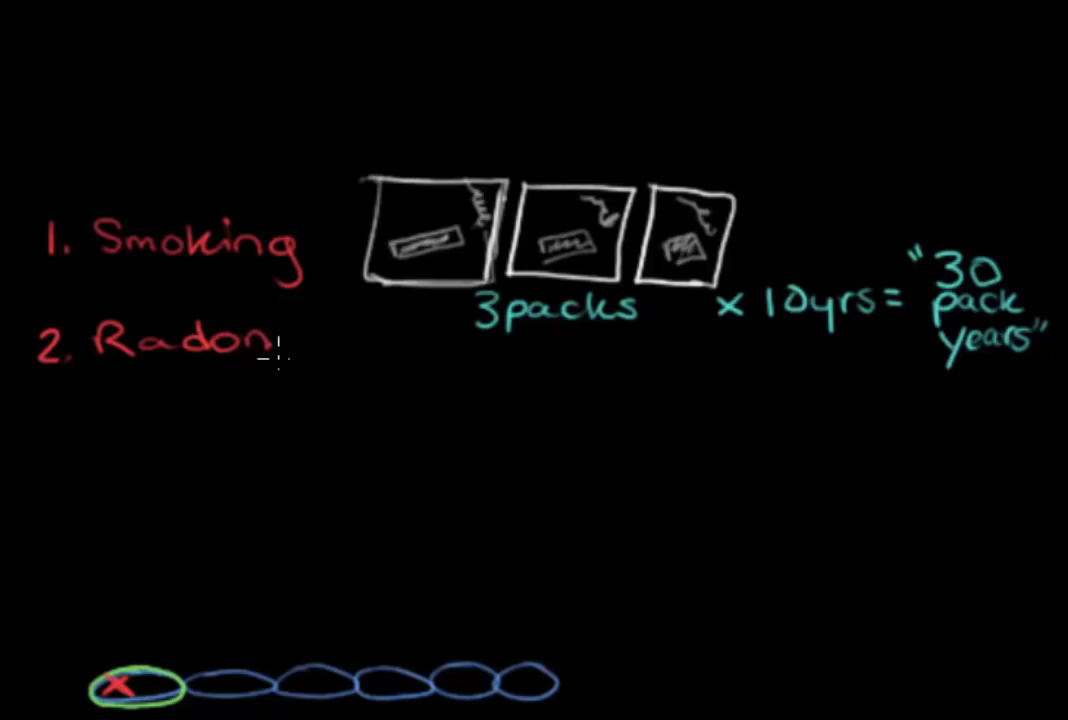 1. Smoking
3packs x 10yrs = "30
pack
years"
2. Radon
x